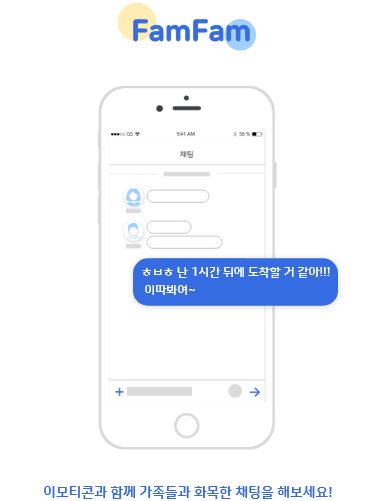 FamFam
GS 9:41 AM 36 %
채팅
ㅎㅂㅎ 난 1시간 뒤에 도착할 거 같아!!!
이따봐여~
이모티콘과 함께 가족들과 화목한 채팅을 해보세요!